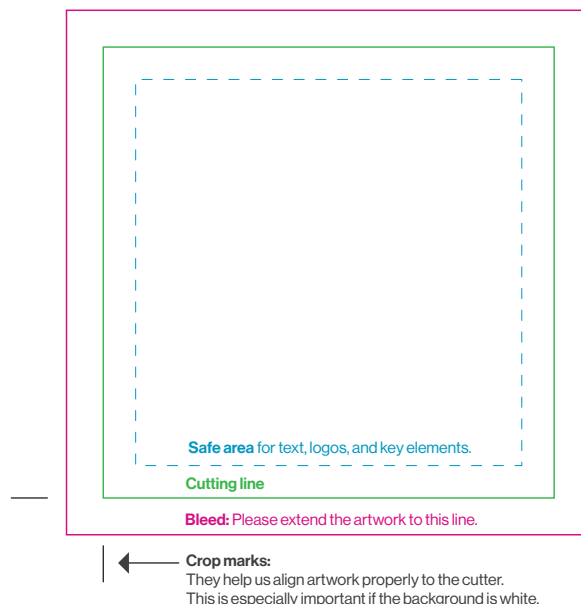 Safe area for text, logos, and key elements.
Cutting line
Bleed: Please extend the artwork to this line.
Crop marks:
They help us align artwork properly to the cutter.
This is especially important if the background is white.